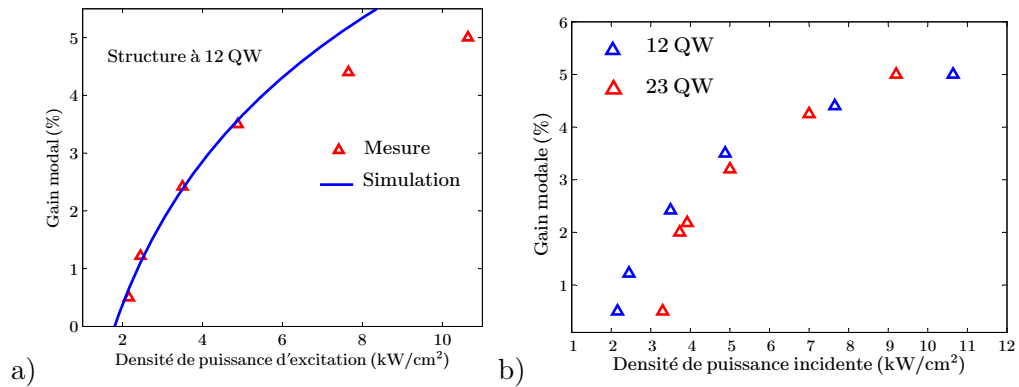 5
4
3
2
1
0
Gain modal (%)
Structure à 12 QW
Mesure
Simulation
2 4 6 8 10
Densité de puissance d'excitation (kW/cm²)
a)
6
5
4
3
2
1
Gain modale (%)
12 QW
23 QW
1 2 3 4 5 6 7 8 9 10 11 12
Densité de puissance incidente (kW/cm²)
b)